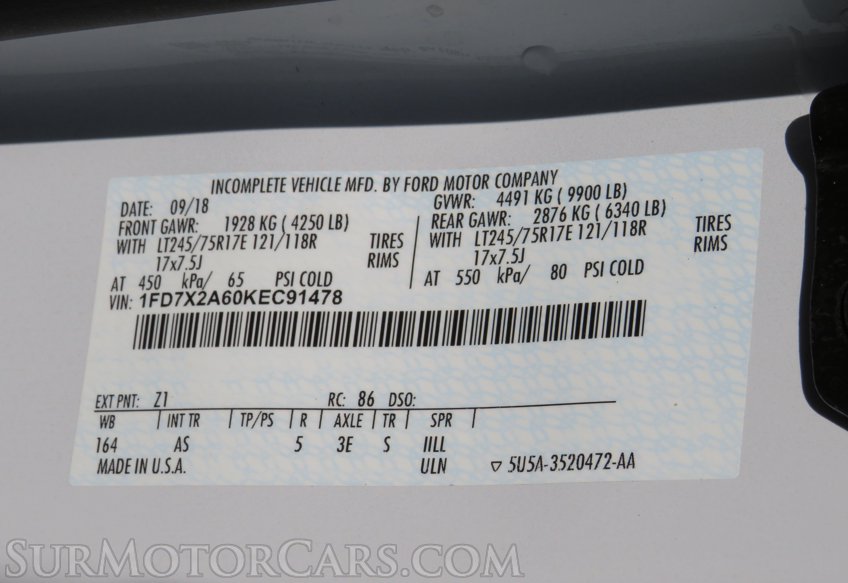 INCOMPLETE VEHICLE MFD. BY FORD MOTOR COMPANY
DATE: 09/18 GVWR: 4491 KG ( 9900 LB)
FRONT GAWR: 1928 KG ( 4250 LB) REAR GAWR: 2876 KG ( 6340 LB)
WITH LT245/75R17E 121/118R TIRES WITH LT245/75R17E 121/118R TIRES
17x7.5J RIMS 17x7.5J RIMS
AT 450 kPa/ 65 PSI COLD AT 550 kPa/ 80 PSI COLD
VIN: 1FD7X2A60KEC91478
EXT PNT: Z1 RC: 86 DSO:
WB INT TR TP/PS R AXLE TR SPR
164 AS 5 3E S IILL
MADE IN U.S.A. ULN ▽ 5U5A-3520472-AA
SURMOTORCARS.COM